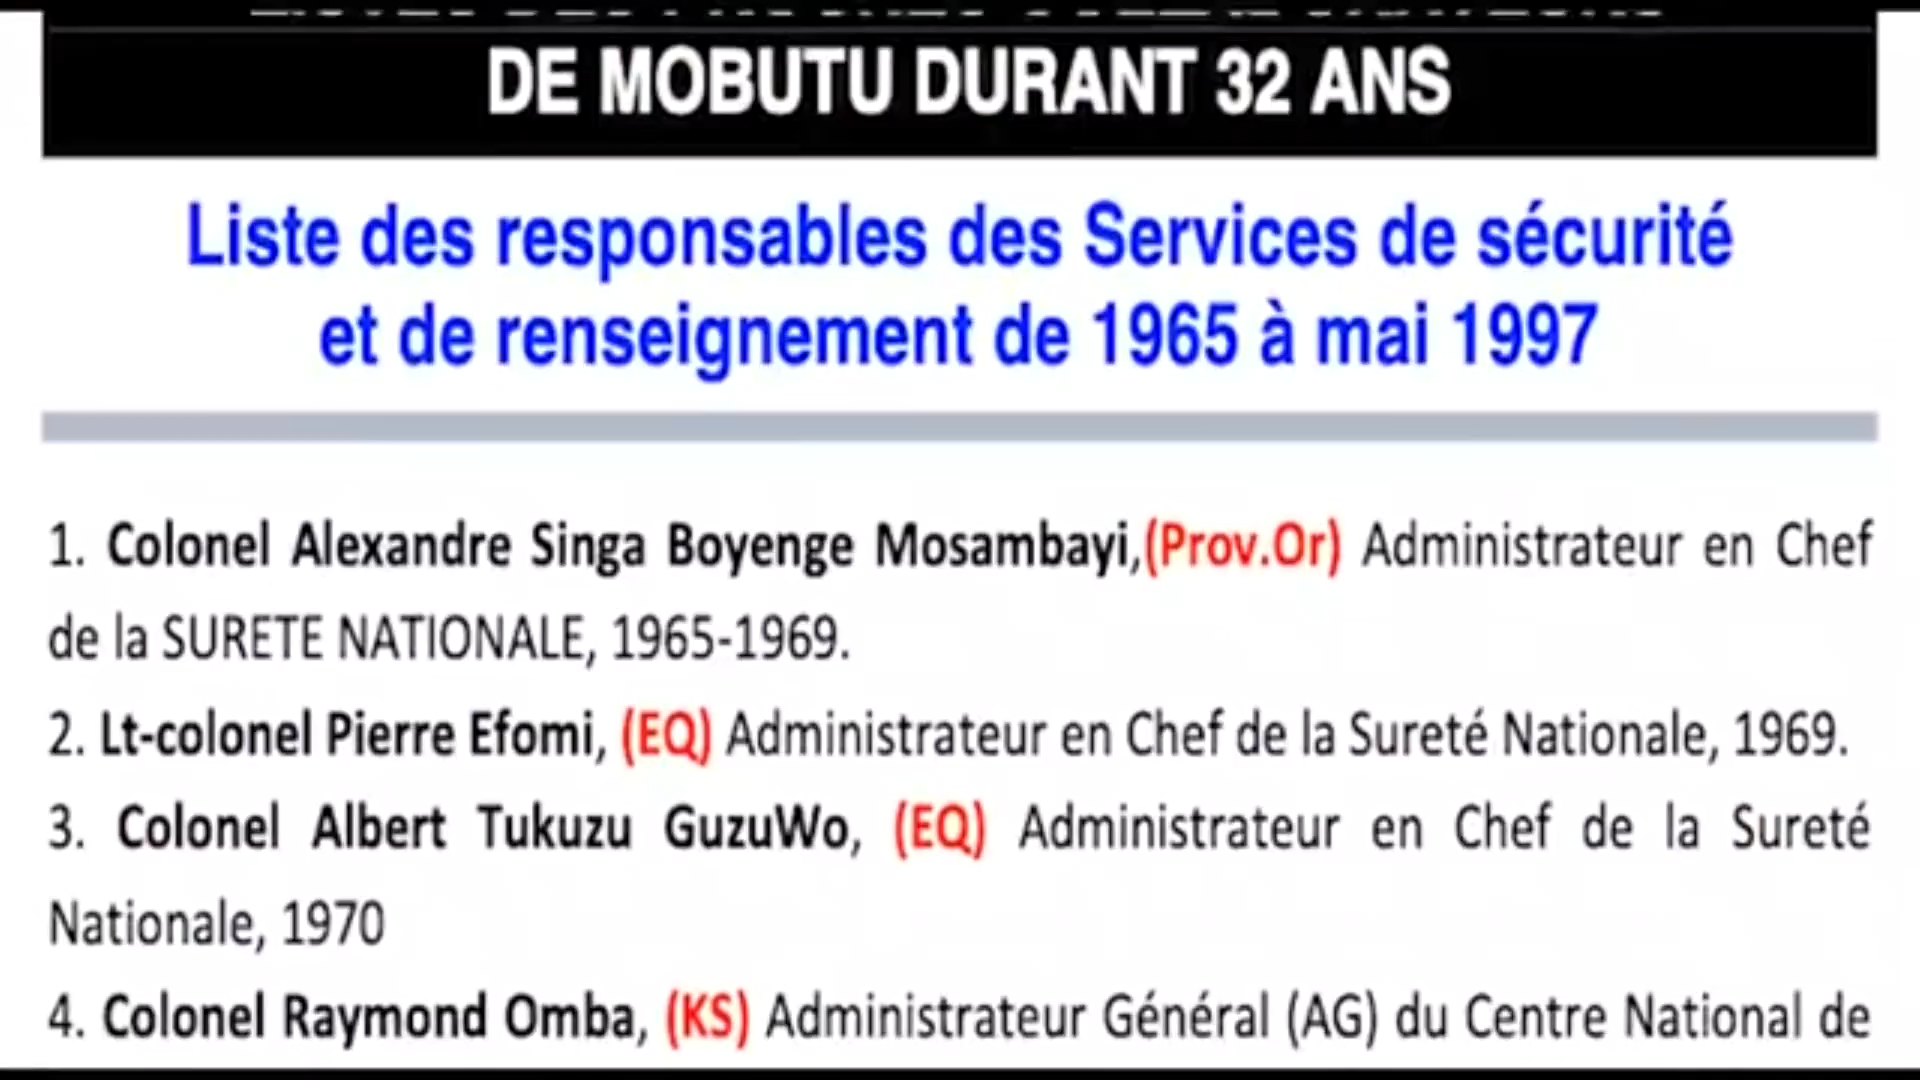 DE MOBUTU DURANT 32 ANS
Liste des responsables des Services de sécurité
et de renseignement de 1965 à mai 1997
1. Colonel Alexandre Singa Boyenge Mosambayi,(Prov.Or) Administrateur en Chef
de la SURETE NATIONALE, 1965-1969.
2. Lt-colonel Pierre Efomi, (EQ) Administrateur en Chef de la Sureté Nationale, 1969.
3. Colonel Albert Tukuzu GuzuWo, (EQ) Administrateur en Chef de la Sureté
Nationale, 1970
4. Colonel Raymond Omba, (KS) Administrateur Général (AG) du Centre National de